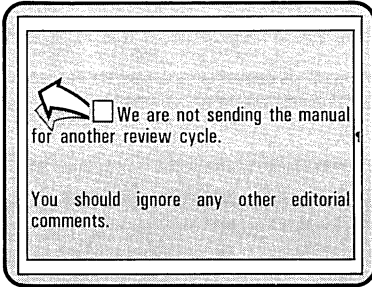 We are not sending the manual
for another review cycle.
You should ignore any other editorial
comments.